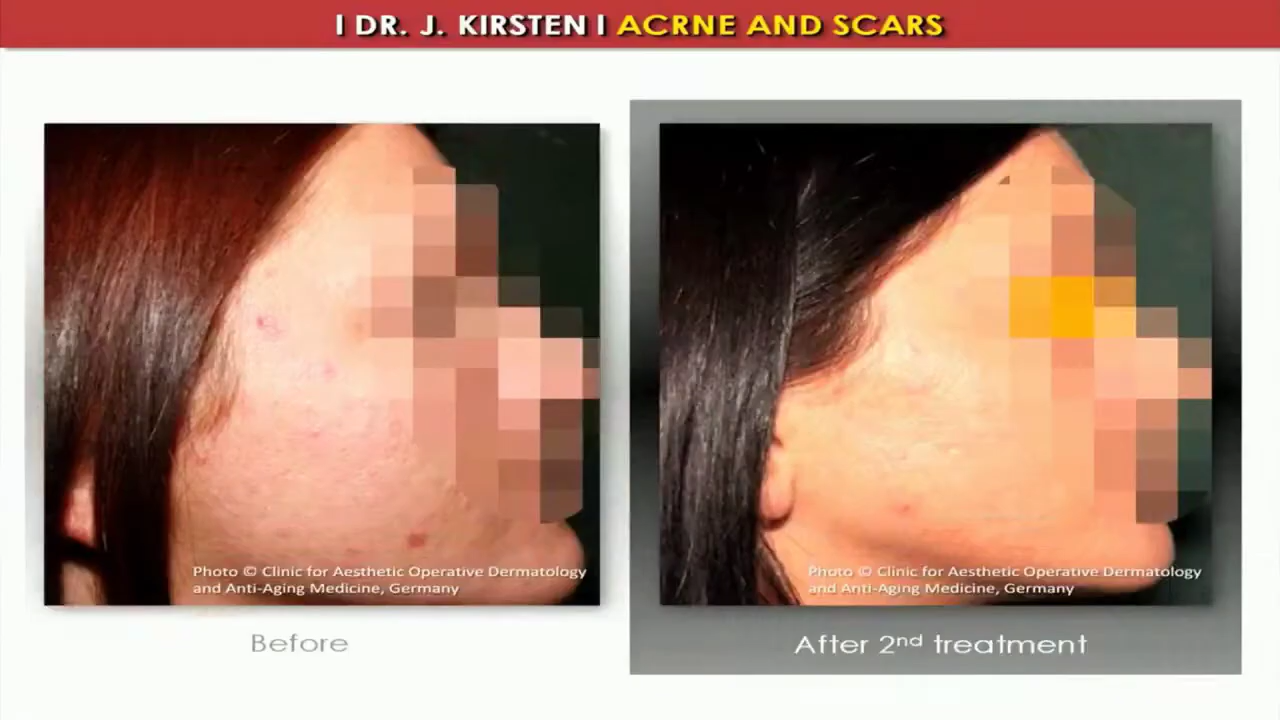 | DR. J. KIRSTEN | ACRNE AND SCARS
Photo © Clinic for Aesthetic Operative Dermatology
and Anti-Aging Medicine, Germany
Photo © Clinic for Aesthetic Operative Dermatology
and Anti-Aging Medicine, Germany
Before
After 2nd treatment